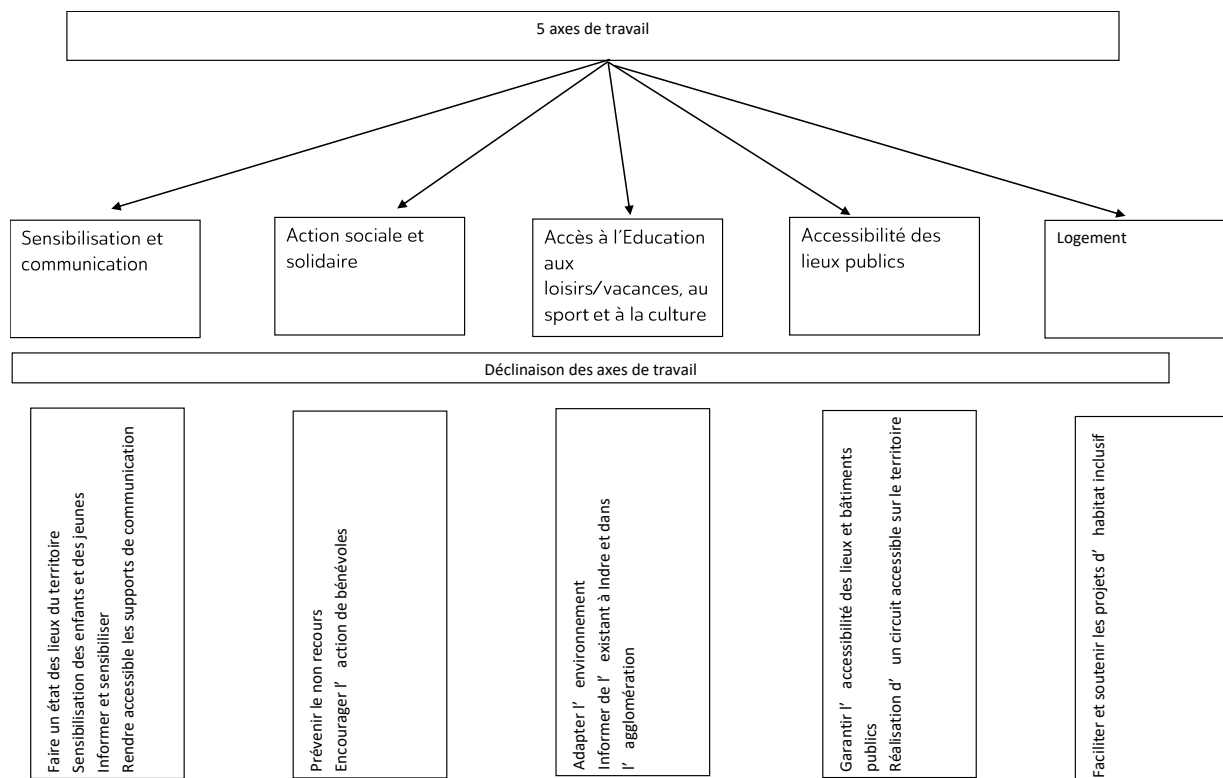 5 axes de travail
Sensibilisation et
communication
Action sociale et
solidaire
Accès à l'Education
aux
loisirs/vacances, au
sport et à la culture
Accessibilité des
lieux publics
Logement
Déclinaison des axes de travail
Faire un état des lieux du territoire
Sensibilisation des enfants et des jeunes
Informer et sensibiliser
Rendre accessible les supports de communication
Prévenir le non recours
Encourager l' action de bénévoles
Adapter l' environnement
Informer de l' existant à Indre et dans
l' agglomération
Garantir l' accessibilité des lieux et bâtiments
publics
Réalisation d' un circuit accessible sur le territoire
Faciliter et soutenir les projets d' habitat inclusif